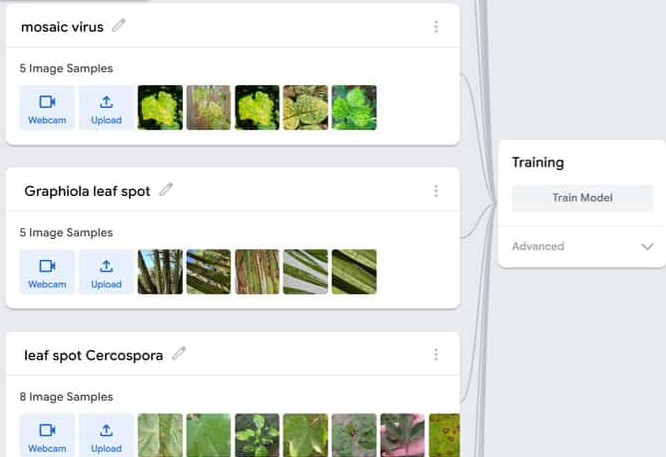 mosaic virus
5 Image Samples
Webcam
Upload
Graphiola leaf spot
5 Image Samples
Webcam
Upload
leaf spot Cercospora
8 Image Samples
Webcam
Upload
Training
Train Model
Advanced